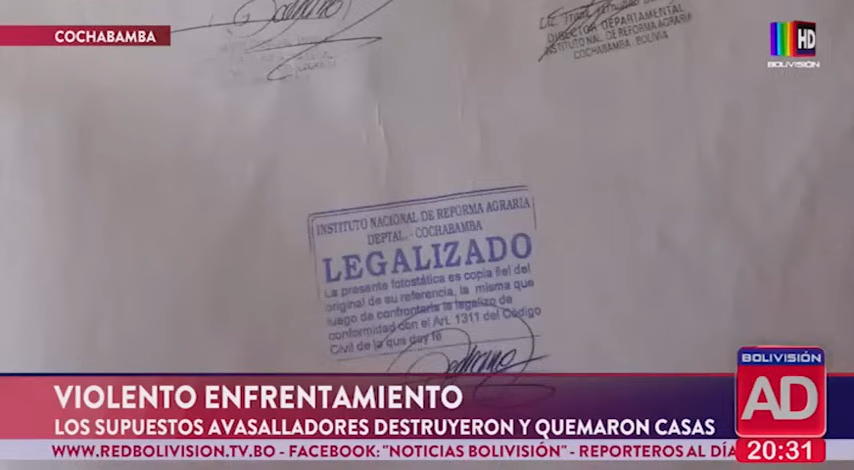 COCHABAMBA
DIRECTOR DEPARTAMENTAL
INSTITUTO NAL. DE REFORMA AGRARIA
COCHABAMBA - BOLIVIA
HD
BOLIVISIÓN
INSTITUTO NACIONAL DE REFORMA AGRARIA
DEPTAL. - COCHABAMBA
LEGALIZADO
La presente fotostática es copia fiel del
original de su referencia, la misma que
luego de confrontarla la legalizo de
conformidad con el Art. 1311 del Código
Civil de la que doy fe
VIOLENTO ENFRENTAMIENTO
LOS SUPUESTOS AVASALLADORES DESTRUYERON Y QUEMARON CASAS
BOLIVISIÓN
AD
WWW.REDBOLIVISION.TV.BO - FACEBOOK: "NOTICIAS BOLIVISIÓN" - REPORTEROS AL DÍA
20:31